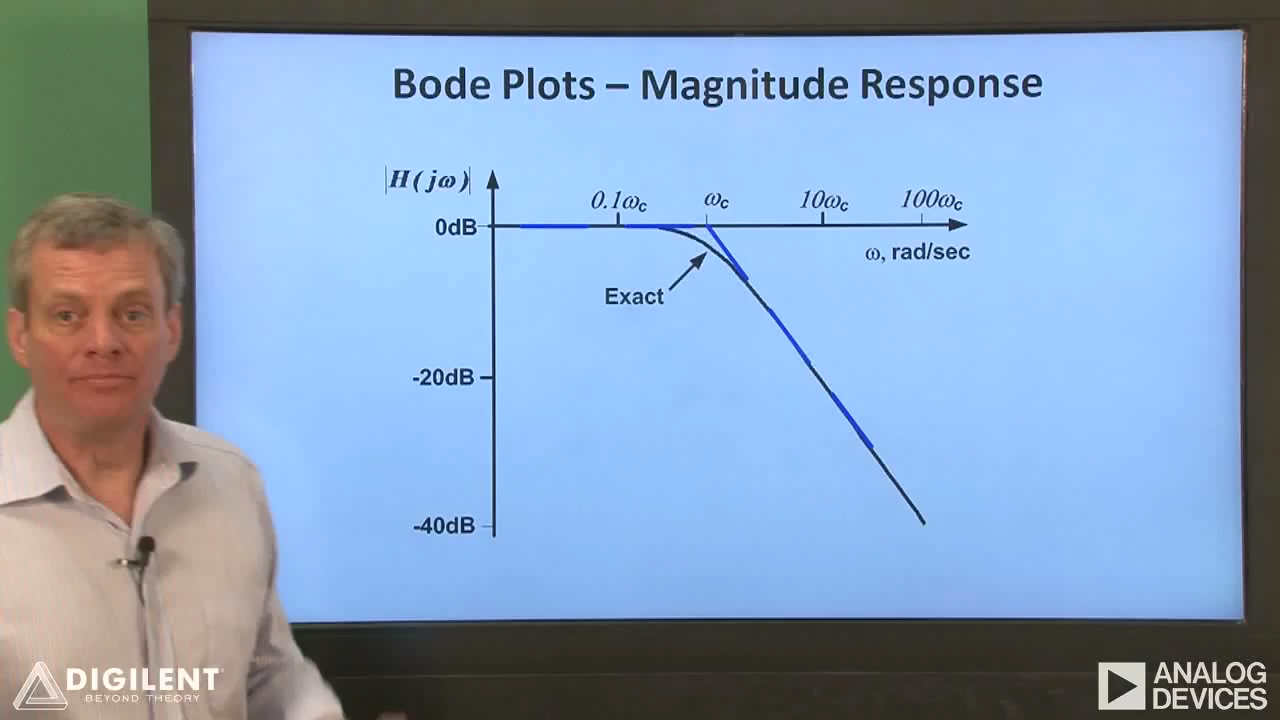 Bode Plots – Magnitude Response
|H(jω)|
0.1ωc ωc 10ωc 100ωc
0dB
ω, rad/sec
Exact
-20dB
-40dB
DIGILENT
BEYOND THEORY
ANALOG
DEVICES